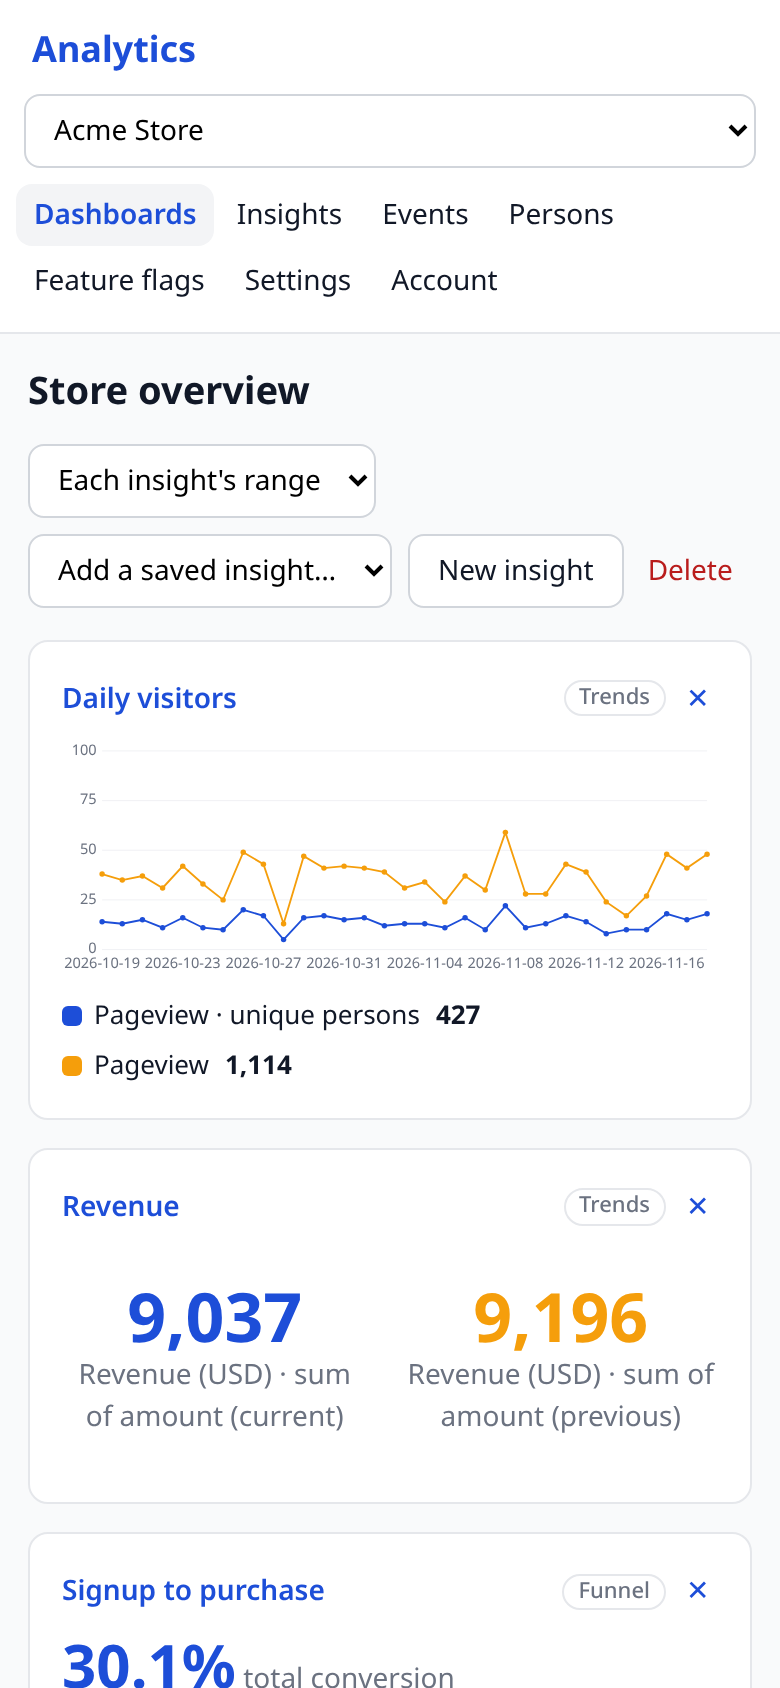 Analytics
Acme Store
Dashboards Insights Events Persons
Feature flags Settings Account
Store overview
Each insight's range
Add a saved insight... New insight Delete
Daily visitors Trends ✕
100
75
50
25
0
2026-10-19 2026-10-23 2026-10-27 2026-10-31 2026-11-04 2026-11-08 2026-11-12 2026-11-16
Pageview · unique persons 427
Pageview 1,114
Revenue Trends ✕
9,037 9,196
Revenue (USD) · sum of amount (current)
Revenue (USD) · sum of amount (previous)
Signup to purchase Funnel ✕
30.1% total conversion